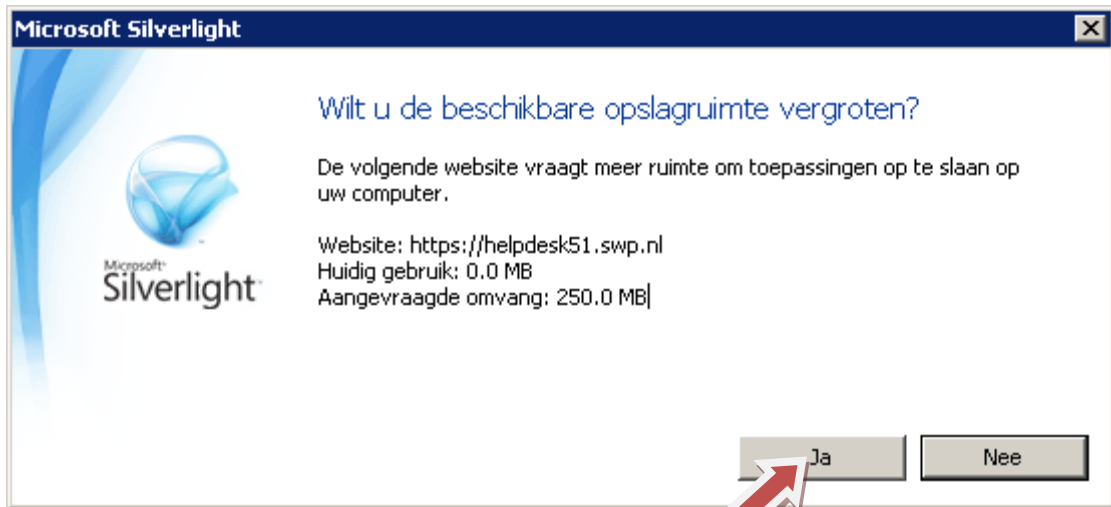 Microsoft Silverlight
Wilt u de beschikbare opslagruimte vergroten?
De volgende website vraagt meer ruimte om toepassingen op te slaan op
uw computer.
Website: https://helpdesk51.swp.nl
Huidig gebruik: 0.0 MB
Aangevraagde omvang: 250.0 MB
Microsoft
Silverlight
Ja
Nee